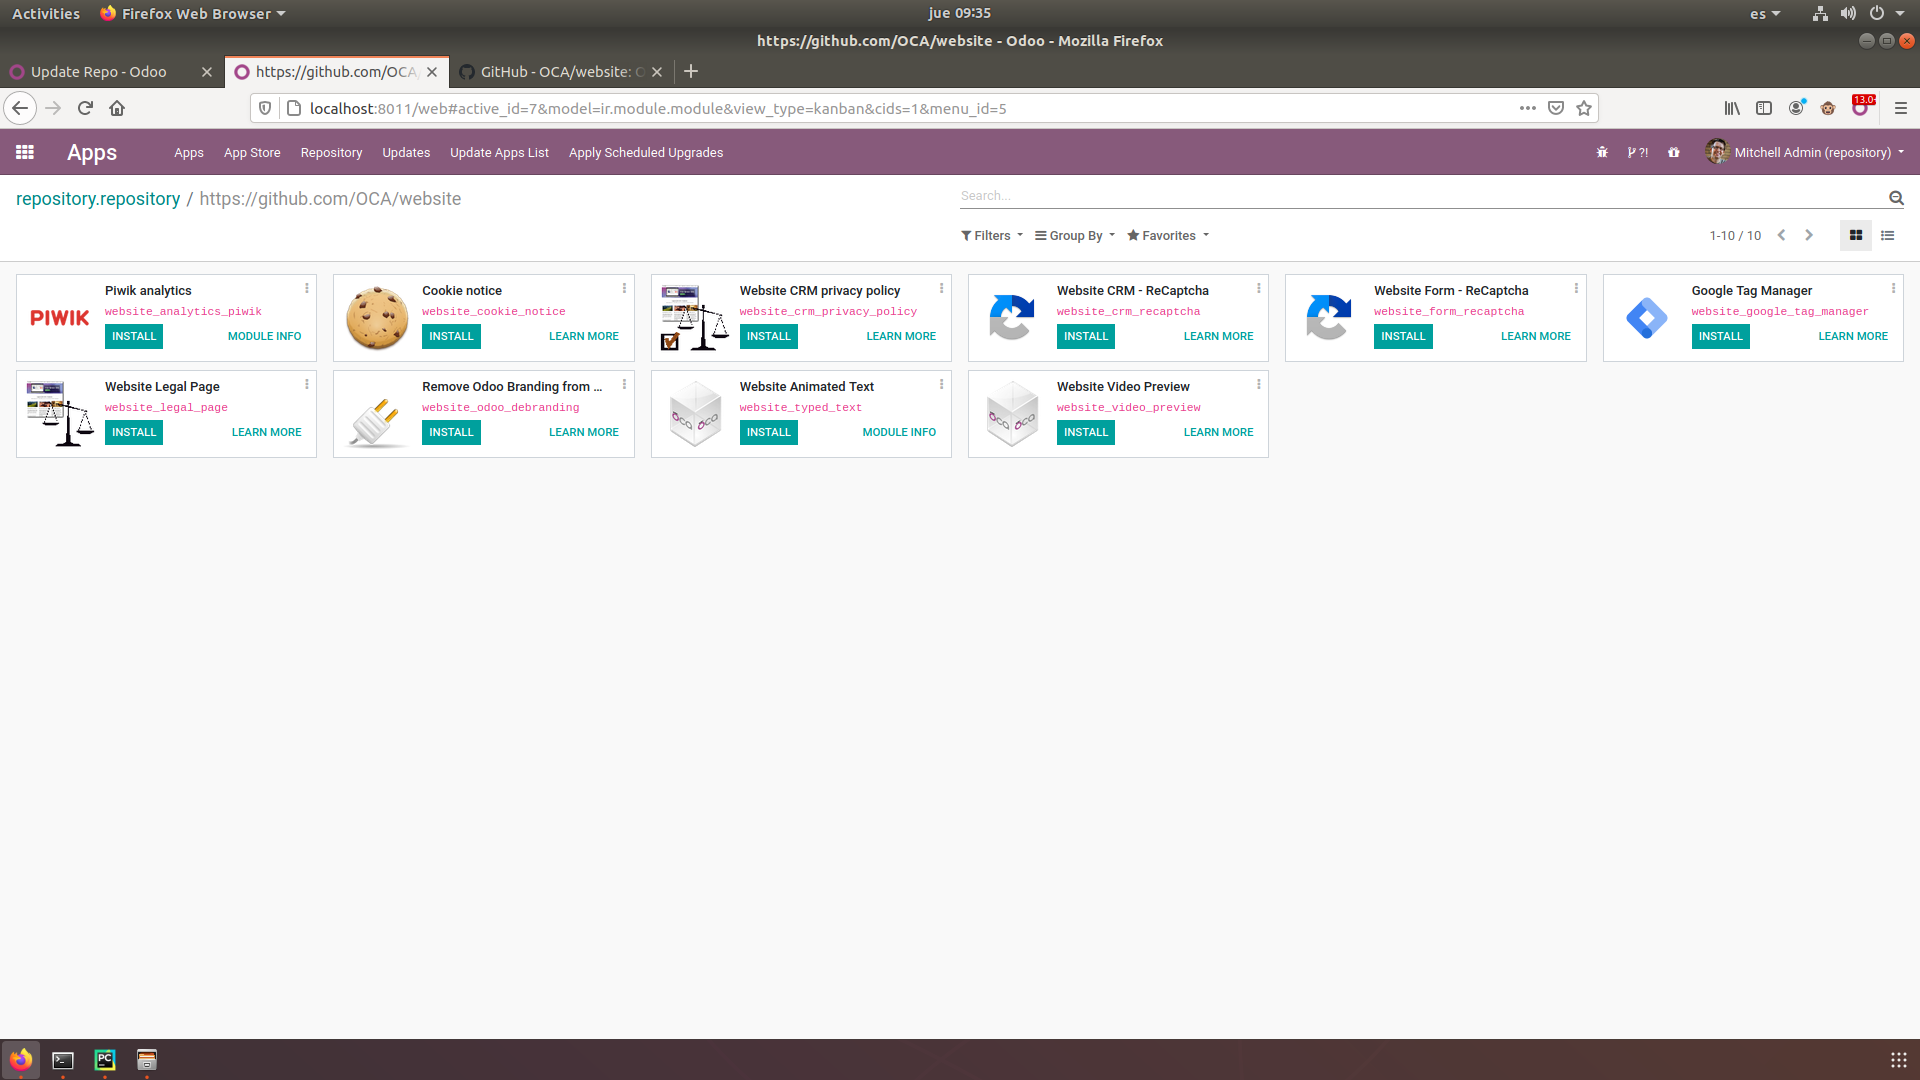 Activities Firefox Web Browser jue 09:35 es
https://github.com/OCA/website - Odoo - Mozilla Firefox
Update Repo - Odoo https://github.com/OCA GitHub - OCA/website:
localhost:8011/web#active_id=7&model=ir.module.module&view_type=kanban&cids=1&menu_id=5 13.0
Apps Apps App Store Repository Updates Update Apps List Apply Scheduled Upgrades ?! Mitchell Admin (repository)
repository.repository / https://github.com/OCA/website Search...
Filters Group By Favorites 1-10 / 10
Piwik analytics Cookie notice Website CRM privacy policy Website CRM - ReCaptcha Website Form - ReCaptcha Google Tag Manager
PIWIK website_analytics_piwik website_cookie_notice website_crm_privacy_policy website_crm_recaptcha website_form_recaptcha website_google_tag_manager
INSTALL MODULE INFO INSTALL LEARN MORE INSTALL LEARN MORE INSTALL LEARN MORE INSTALL LEARN MORE INSTALL LEARN MORE
Website Legal Page Remove Odoo Branding from ... Website Animated Text Website Video Preview
website_legal_page website_odoo_debranding oca oca website_typed_text oca oca website_video_preview
INSTALL LEARN MORE INSTALL LEARN MORE INSTALL MODULE INFO INSTALL LEARN MORE
PC